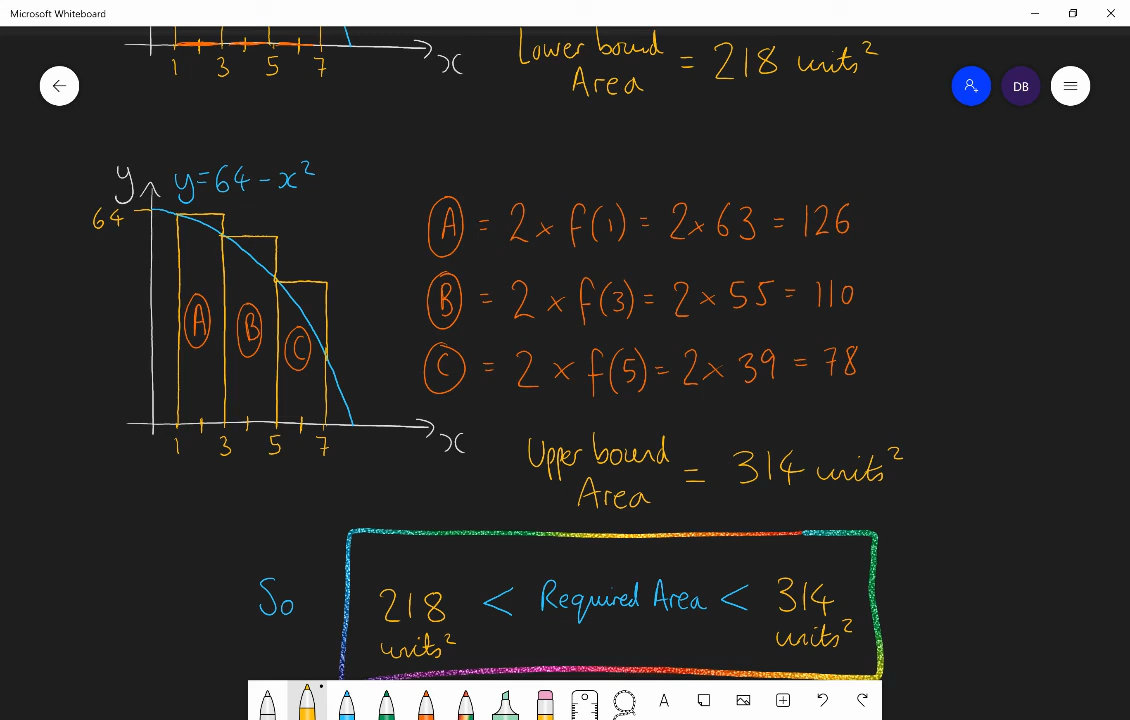 Microsoft Whiteboard
1 3 5 7 x
Lower bound
Area = 218 units²
DB
y y=64-x²
64
A B C
1 3 5 7 x
A = 2 × f(1) = 2×63 = 126
B = 2 × f(3) = 2 × 55 = 110
C = 2 × f(5) = 2 × 39 = 78
Upper bound
Area = 314 units²
So 218 units² < Required Area < 314 units²
A